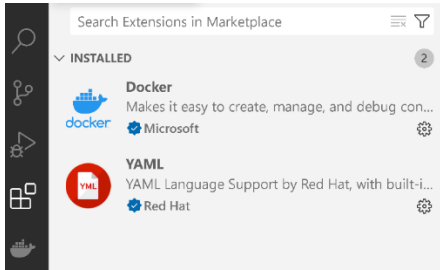 Search Extensions in Marketplace
INSTALLED
2
Docker
Makes it easy to create, manage, and debug con...
docker
Microsoft
YAML
YML
YAML Language Support by Red Hat, with built-i...
Red Hat